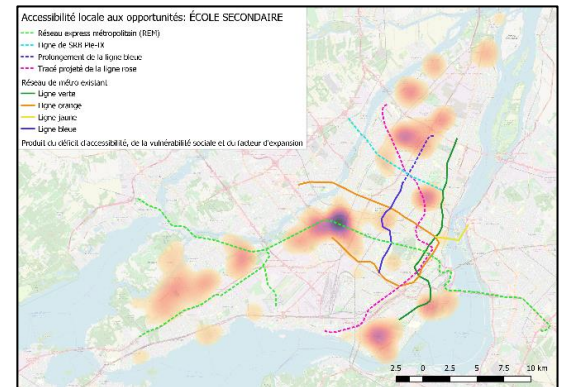 Accessibilité locale aux opportunités: ÉCOLE SECONDAIRE
Réseau express métropolitain (REM)
Ligne de SRB Pie-IX
Prolongement de la ligne bleue
Tracé projeté de la ligne rose
Réseau de métro existant
Ligne verte
Ligne orange
Ligne jaune
Ligne bleue
Produit du déficit d'accessibilité, de la vulnérabilité sociale et du facteur d'expansion
2.5 0 2.5 5 7.5 10 km